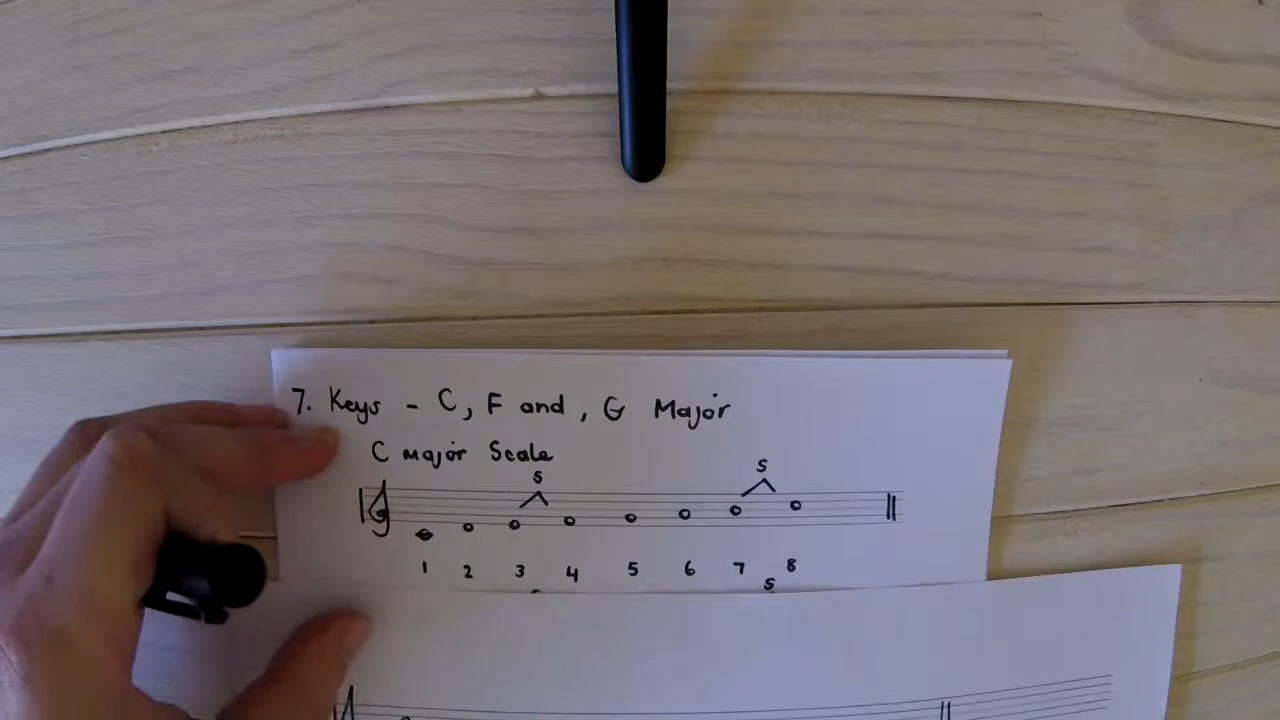 7. Keys - C, F and, G Major
C major Scale
s s
1 2 3 4 5 6 7 8
s